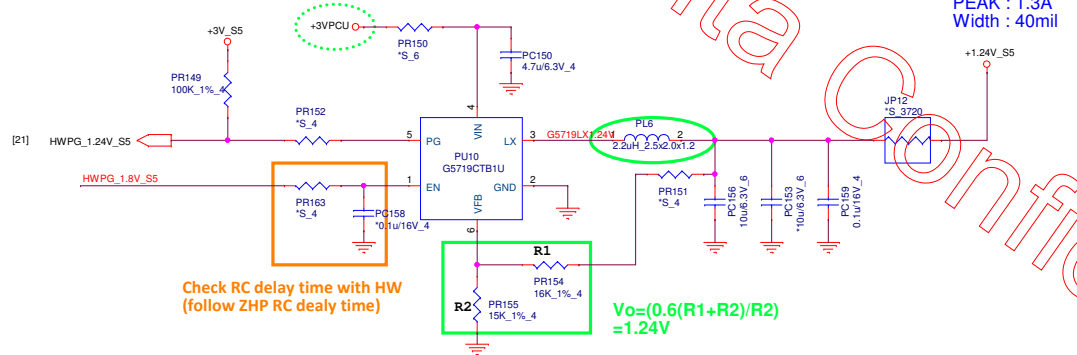 PEAK : 1.3A
Width : 40mil
+3VPCU
+3V_S5
PR150
*S_6
PC150
4.7u/6.3V_4
+1.24V_S5
PR149
100K_1%_4
PR152
*S_4
[21]
HWPG_1.24V_S5
5
PG
4
VIN
PU10
G5719CTB1U
LX
3
G5719LX1.24V
1
PL6
2
2.2uH_2.5x2.0x1.2
JP12
*S_3720
HWPG_1.8V_S5
PR163
*S_4
PC158
*0.1u/16V_4
1
EN
VFB
6
GND
2
PR151
*S_4
PC156
10u/6.3V_6
PC153
*10u/6.3V_6
PC159
0.1u/16V_4
R1
PR154
16K_1%_4
R2
PR155
15K_1%_4
Check RC delay time with HW
(follow ZHP RC dealy time)
Vo=(0.6(R1+R2)/R2)
=1.24V
ta Confid